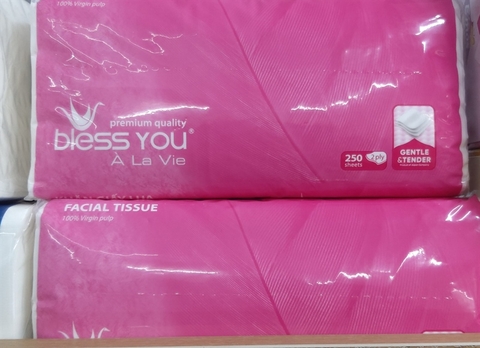 100% Virgin pulp
premium quality
bless you®
À La Vie
250
sheets
2 ply
GENTLE
&TENDER
FACIAL TISSUE
100% Virgin pulp